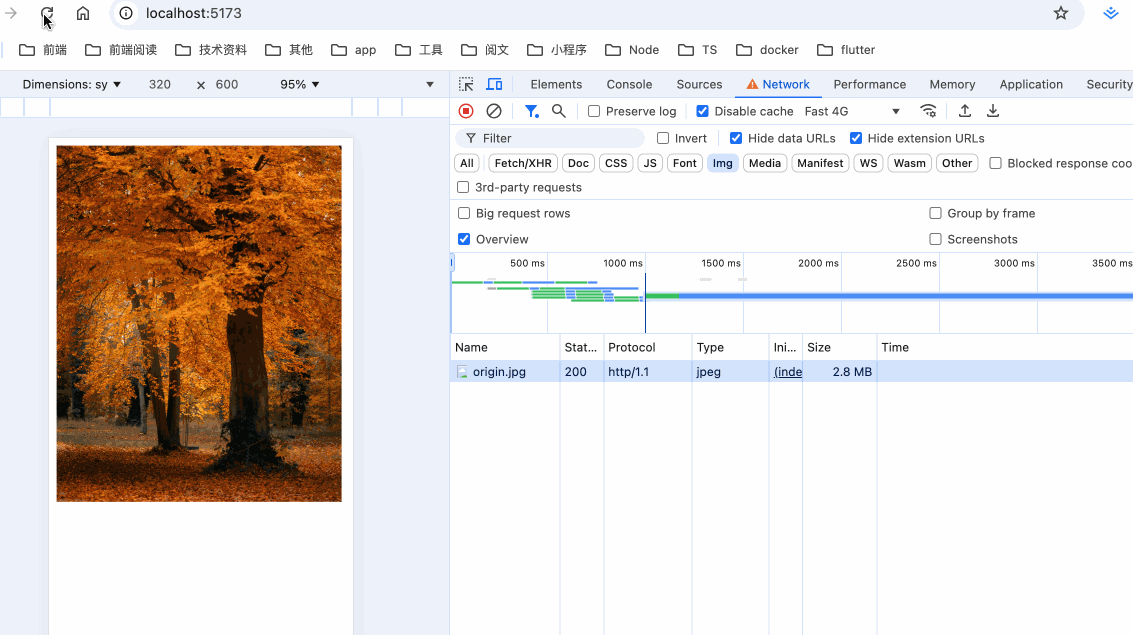 localhost:5173
前端 前端阅读 技术资料 其他 app 工具 阅文 小程序 Node TS docker flutter
Dimensions: sy 320 × 600 95%
Elements Console Sources Network Performance Memory Application Security
Preserve log Disable cache Fast 4G
Filter Invert Hide data URLs Hide extension URLs
All Fetch/XHR Doc CSS JS Font Img Media Manifest WS Wasm Other Blocked response coo
3rd-party requests
Big request rows Group by frame
Overview Screenshots
500 ms 1000 ms 1500 ms 2000 ms 2500 ms 3000 ms 3500 ms
Name Stat... Protocol Type Ini... Size Time
origin.jpg 200 http/1.1 jpeg (inde 2.8 MB